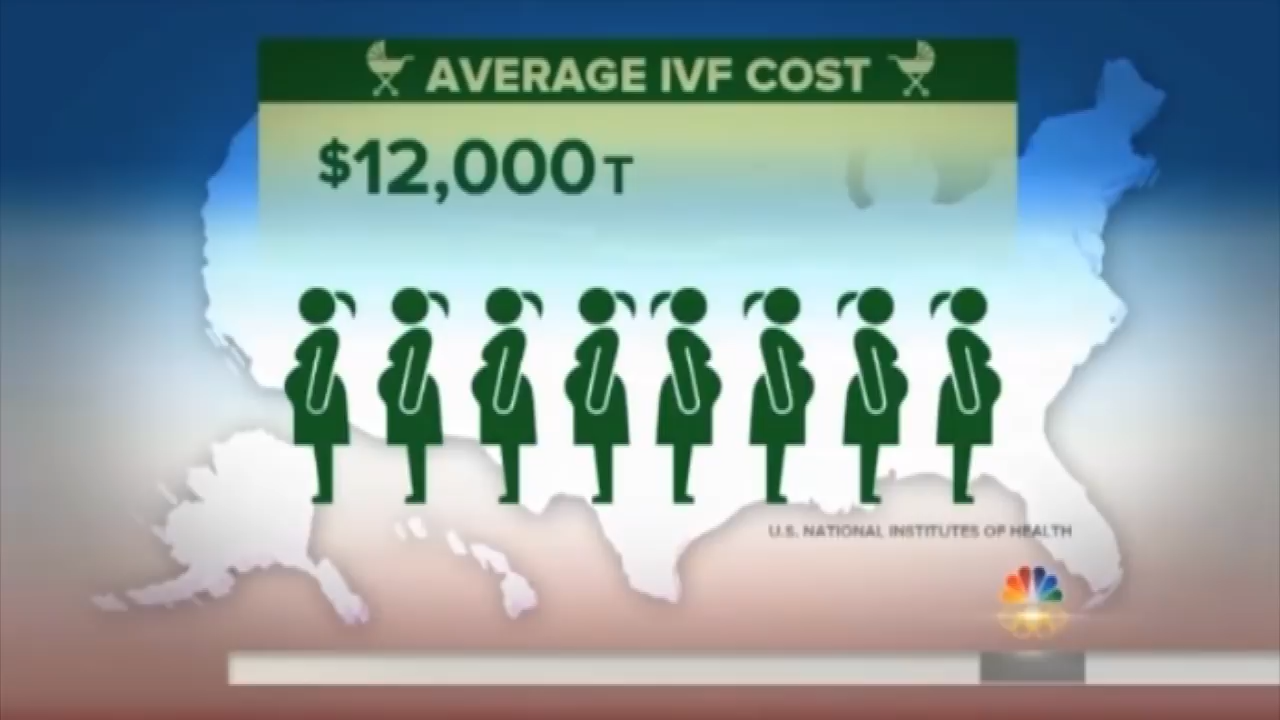 AVERAGE IVF COST
$12,000 T
U.S. NATIONAL INSTITUTES OF HEALTH